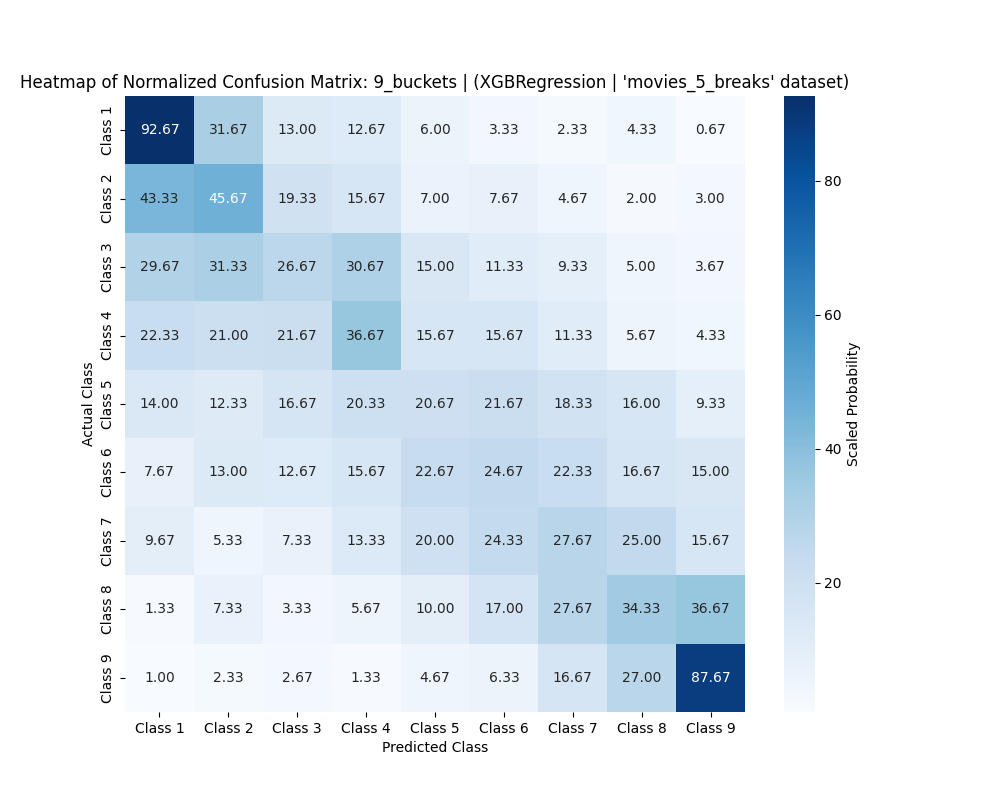 Heatmap of Normalized Confusion Matrix: 9_buckets | (XGBRegression | 'movies_5_breaks' dataset)
Class 1 92.67 31.67 13.00 12.67 6.00 3.33 2.33 4.33 0.67
Class 2 43.33 45.67 19.33 15.67 7.00 7.67 4.67 2.00 3.00
Class 3 29.67 31.33 26.67 30.67 15.00 11.33 9.33 5.00 3.67
Class 4 22.33 21.00 21.67 36.67 15.67 15.67 11.33 5.67 4.33
Class 5 14.00 12.33 16.67 20.33 20.67 21.67 18.33 16.00 9.33
Class 6 7.67 13.00 12.67 15.67 22.67 24.67 22.33 16.67 15.00
Class 7 9.67 5.33 7.33 13.33 20.00 24.33 27.67 25.00 15.67
Class 8 1.33 7.33 3.33 5.67 10.00 17.00 27.67 34.33 36.67
Class 9 1.00 2.33 2.67 1.33 4.67 6.33 16.67 27.00 87.67
Class 1 Class 2 Class 3 Class 4 Class 5 Class 6 Class 7 Class 8 Class 9
Predicted Class
Actual Class
80
60
40
20
Scaled Probability